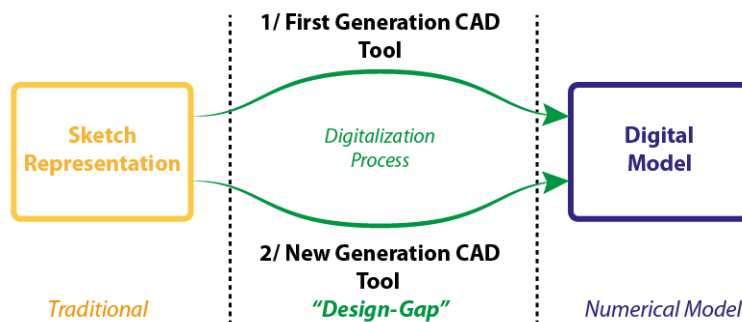 1/ First Generation CAD
Tool
Sketch
Representation
Digitalization
Process
Digital
Model
2/ New Generation CAD
Tool
Traditional
“Design-Gap”
Numerical Model